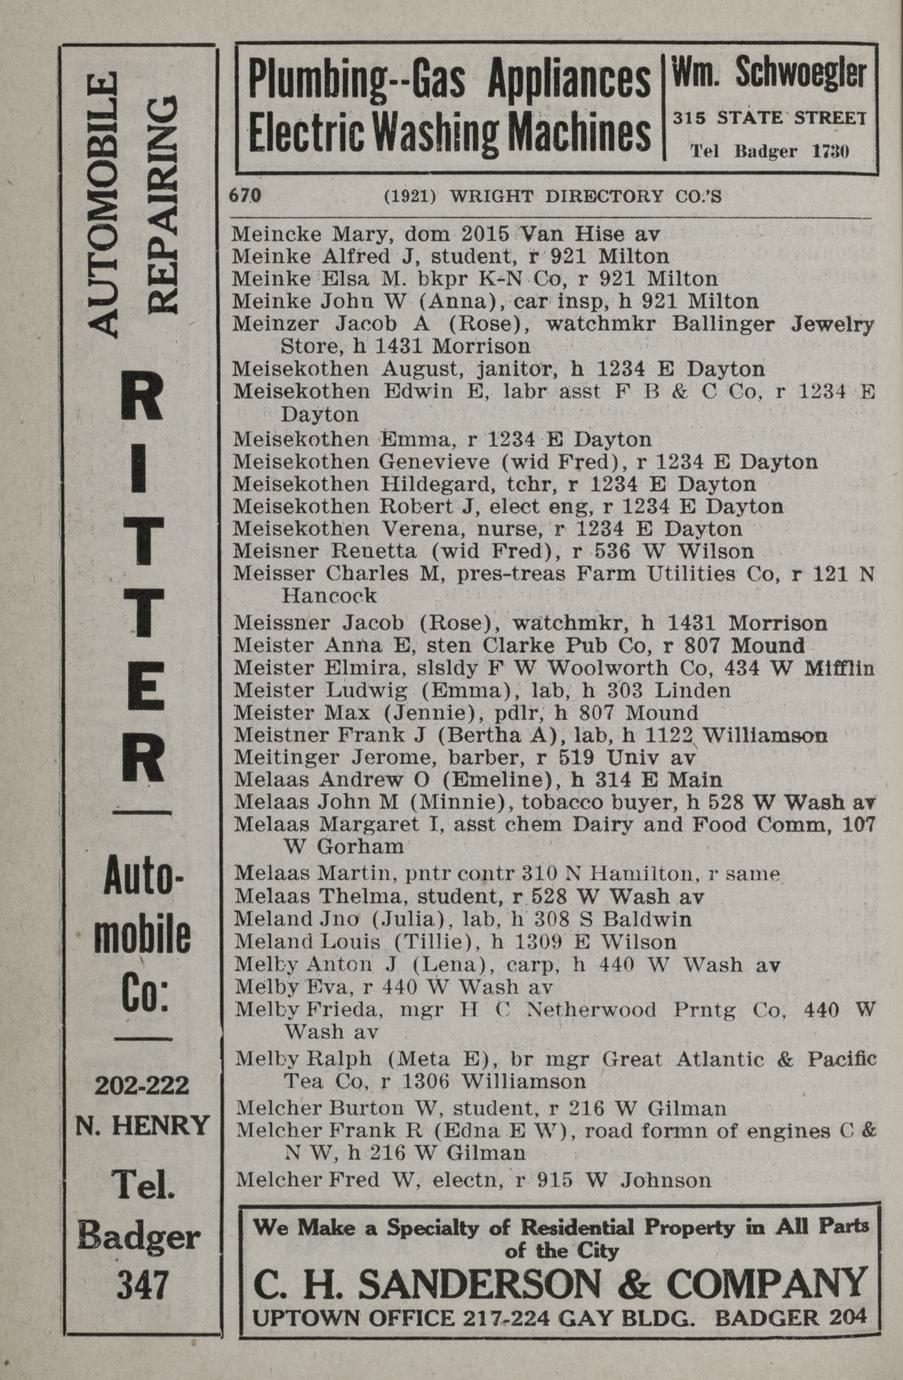 AUTOMOBILE
REPAIRING
RITTER
Auto-
mobile
Co:
202-222
N. HENRY
Tel.
Badger
347
Plumbing--Gas Appliances
Electric Washing Machines
Wm. Schwoegler
315 STATE STREET
Tel Badger 1730
670 (1921) WRIGHT DIRECTORY CO.'S
Meincke Mary, dom 2015 Van Hise av
Meinke Alfred J, student, r 921 Milton
Meinke Elsa M. bkpr K-N Co, r 921 Milton
Meinke John W (Anna), car insp, h 921 Milton
Meinzer Jacob A (Rose), watchmkr Ballinger Jewelry
Store, h 1431 Morrison
Meisekothen August, janitor, h 1234 E Dayton
Meisekothen Edwin E, labr asst F B & C Co, r 1234 E
Dayton
Meisekothen Emma, r 1234 E Dayton
Meisekothen Genevieve (wid Fred), r 1234 E Dayton
Meisekothen Hildegard, tchr, r 1234 E Dayton
Meisekothen Robert J, elect eng, r 1234 E Dayton
Meisekothen Verena, nurse, r 1234 E Dayton
Meisner Renetta (wid Fred), r 536 W Wilson
Meisser Charles M, pres-treas Farm Utilities Co, r 121 N
Hancock
Meissner Jacob (Rose), watchmkr, h 1431 Morrison
Meister Anna E, sten Clarke Pub Co, r 807 Mound
Meister Elmira, slsldy F W Woolworth Co, 434 W Mifflin
Meister Ludwig (Emma), lab, h 303 Linden
Meister Max (Jennie), pdlr, h 807 Mound
Meistner Frank J (Bertha A), lab, h 1122 Williamson
Meitinger Jerome, barber, r 519 Univ av
Melaas Andrew O (Emeline), h 314 E Main
Melaas John M (Minnie), tobacco buyer, h 528 W Wash av
Melaas Margaret I, asst chem Dairy and Food Comm, 107
W Gorham
Melaas Martin, pntr contr 310 N Hamilton, r same
Melaas Thelma, student, r 528 W Wash av
Meland Jno (Julia), lab, h 308 S Baldwin
Meland Louis (Tillie), h 1309 E Wilson
Melby Anton J (Lena), carp, h 440 W Wash av
Melby Eva, r 440 W Wash av
Melby Frieda, mgr H C Netherwood Prntg Co, 440 W
Wash av
Melby Ralph (Meta E), br mgr Great Atlantic & Pacific
Tea Co, r 1306 Williamson
Melcher Burton W, student, r 216 W Gilman
Melcher Frank R (Edna E W), road formn of engines C &
N W, h 216 W Gilman
Melcher Fred W, electn, r 915 W Johnson
We Make a Specialty of Residential Property in All Parts
of the City
C. H. SANDERSON & COMPANY
UPTOWN OFFICE 217-224 GAY BLDG. BADGER 204